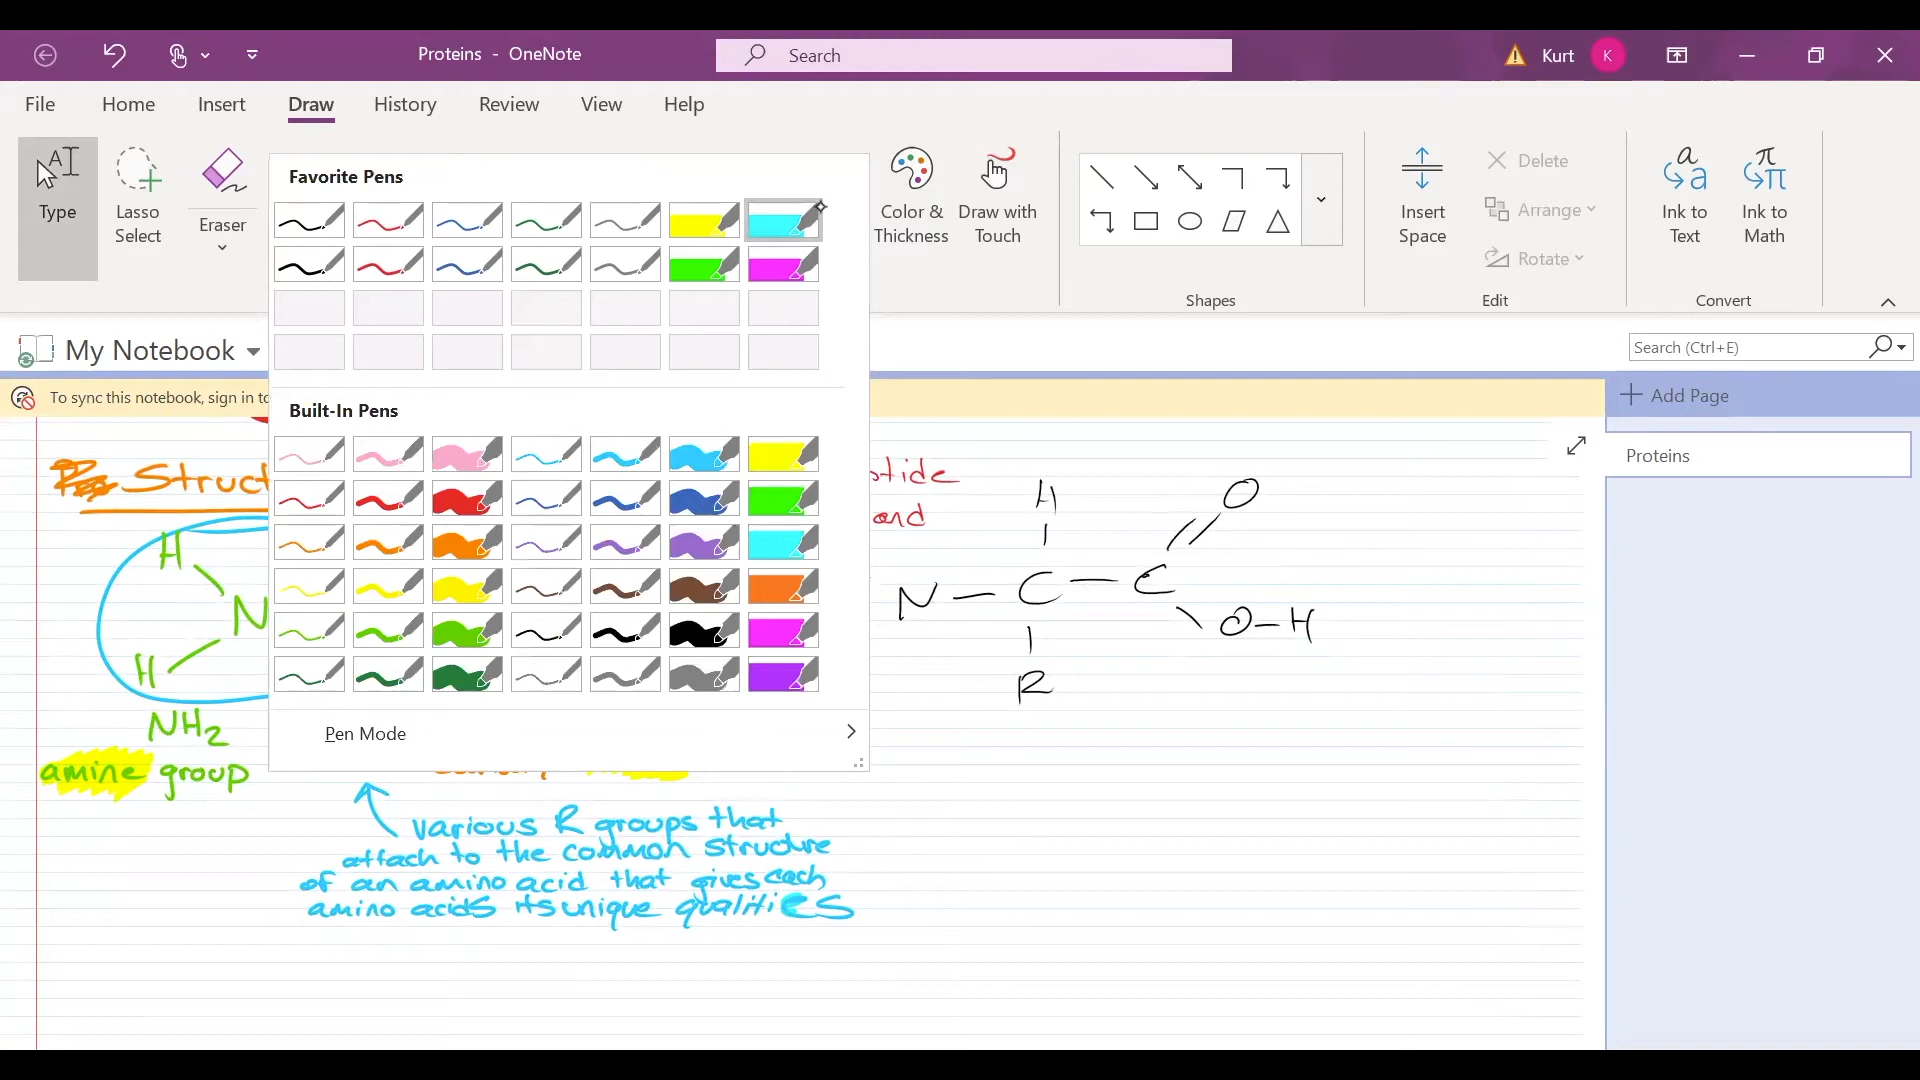 Proteins - OneNote
Search
Kurt
K
File
Home
Insert
Draw
History
Review
View
Help
Type
Lasso
Select
Eraser
Favorite Pens
Color &
Thickness
Draw with
Touch
Shapes
Insert
Space
Delete
Arrange
Rotate
Edit
a
a
Ink to
Text
π
π
Ink to
Math
Convert
My Notebook
Search (Ctrl+E)
To sync this notebook, sign in to
Add Page
Proteins
Built-In Pens
Pen Mode
Struct
H
N
H
NH2
amine group
various R groups that
attach to the common structure
of an amino acid that gives each
amino acids its unique qualities
ptide
ond
H
O
N — C — C
O—H
R